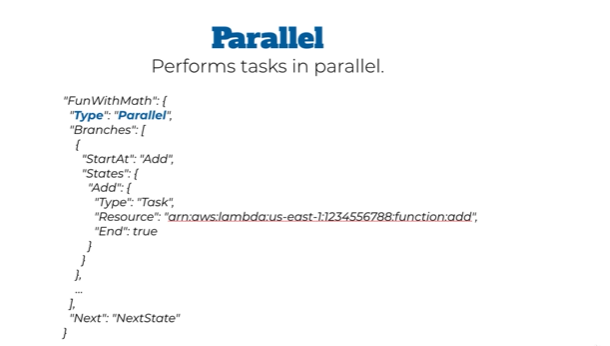 Parallel
Performs tasks in parallel.
"FunWithMath": {
"Type": "Parallel",
"Branches": [
{
"StartAt": "Add",
"States": {
"Add": {
"Type": "Task",
"Resource": "arn:aws:lambda:us-east-1:1234556788:function:add",
"End": true
}
}
},
...
],
"Next": "NextState"
}